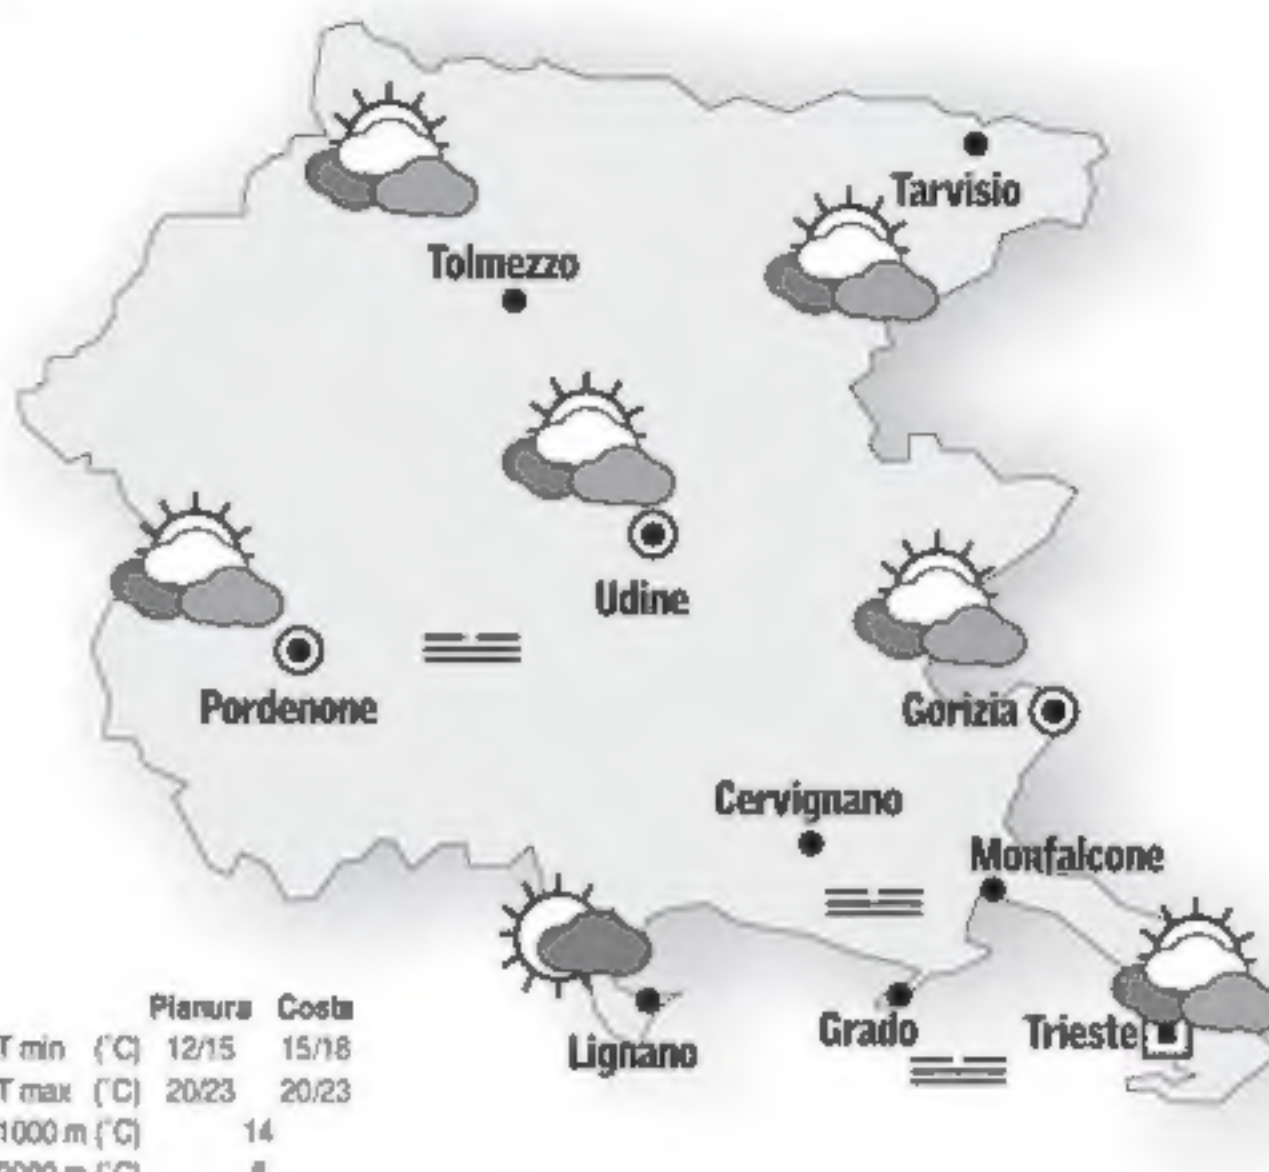 Tarvisio
Tolmezzo
Udine
Pordenone
Gorizia
Cervignano
Monfalcone
Grado
Trieste
Lignano
Pianura Costa
T min (°C) 12/15 15/18
T max (°C) 20/23 20/23
1000 m (°C) 14